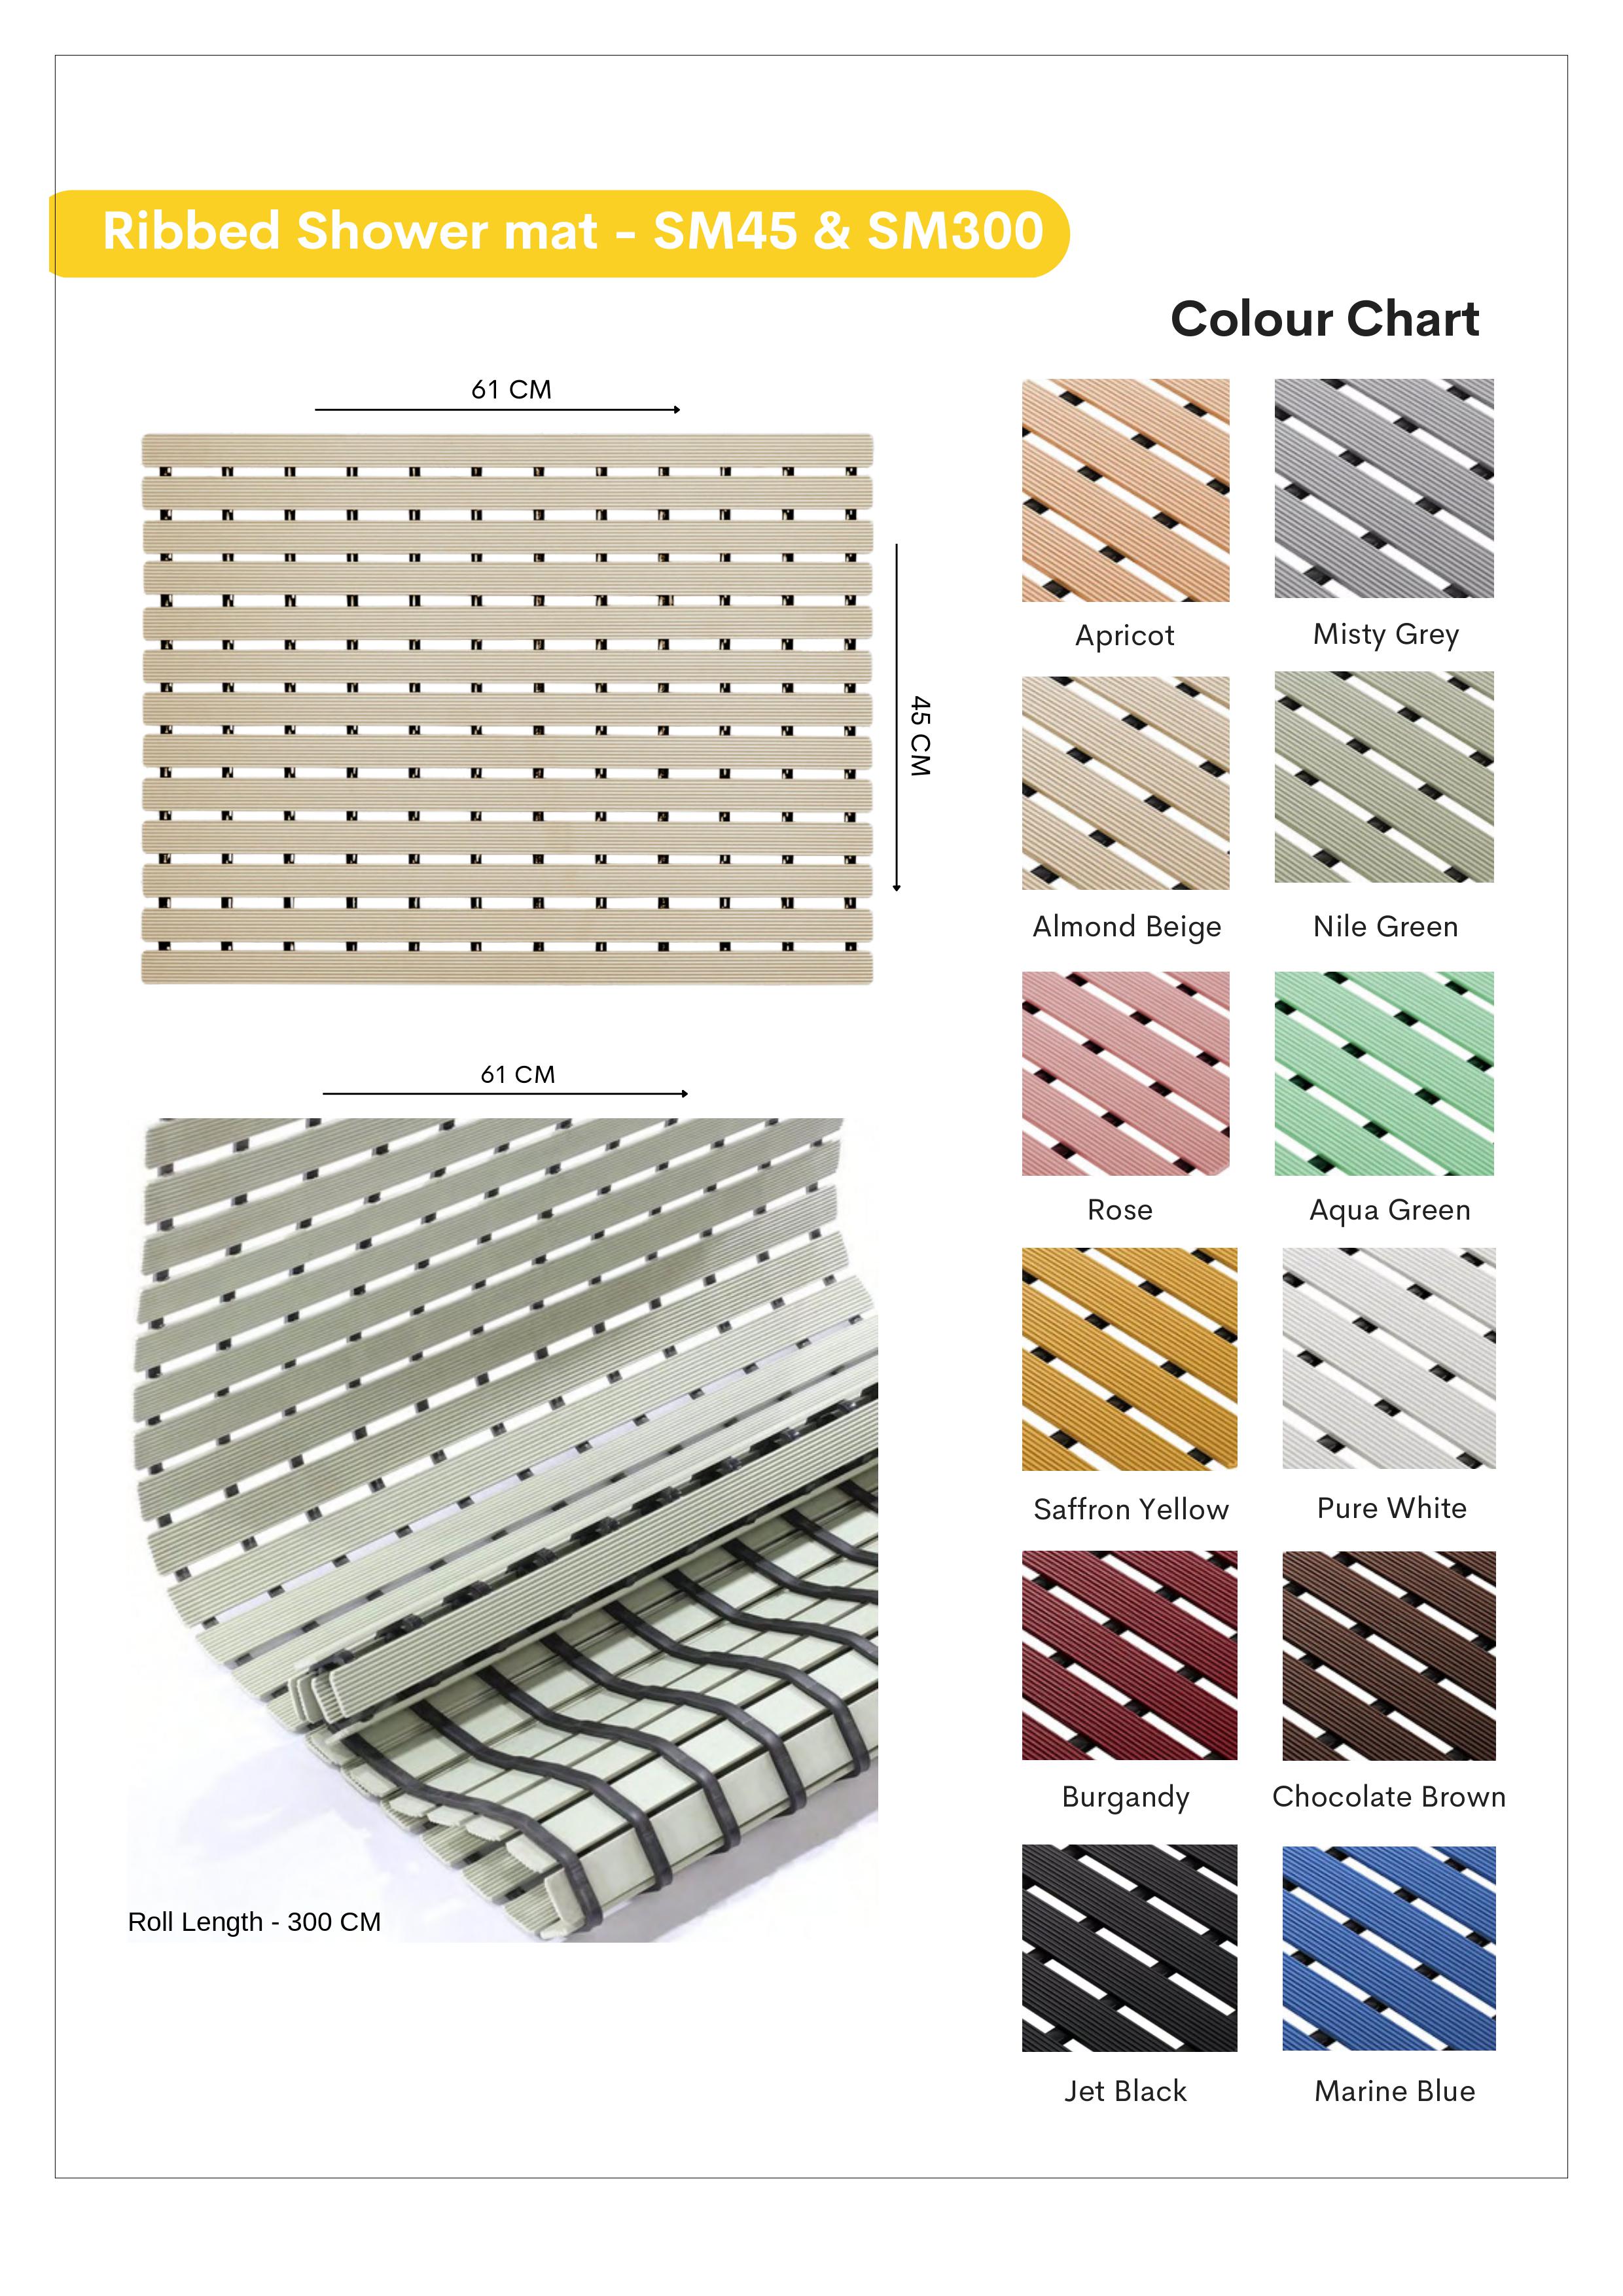 Ribbed Shower mat - SM45 & SM300
Colour Chart
61 CM
45 CM
61 CM
Roll Length - 300 CM
Apricot
Misty Grey
Almond Beige
Nile Green
Rose
Aqua Green
Saffron Yellow
Pure White
Burgandy
Chocolate Brown
Jet Black
Marine Blue